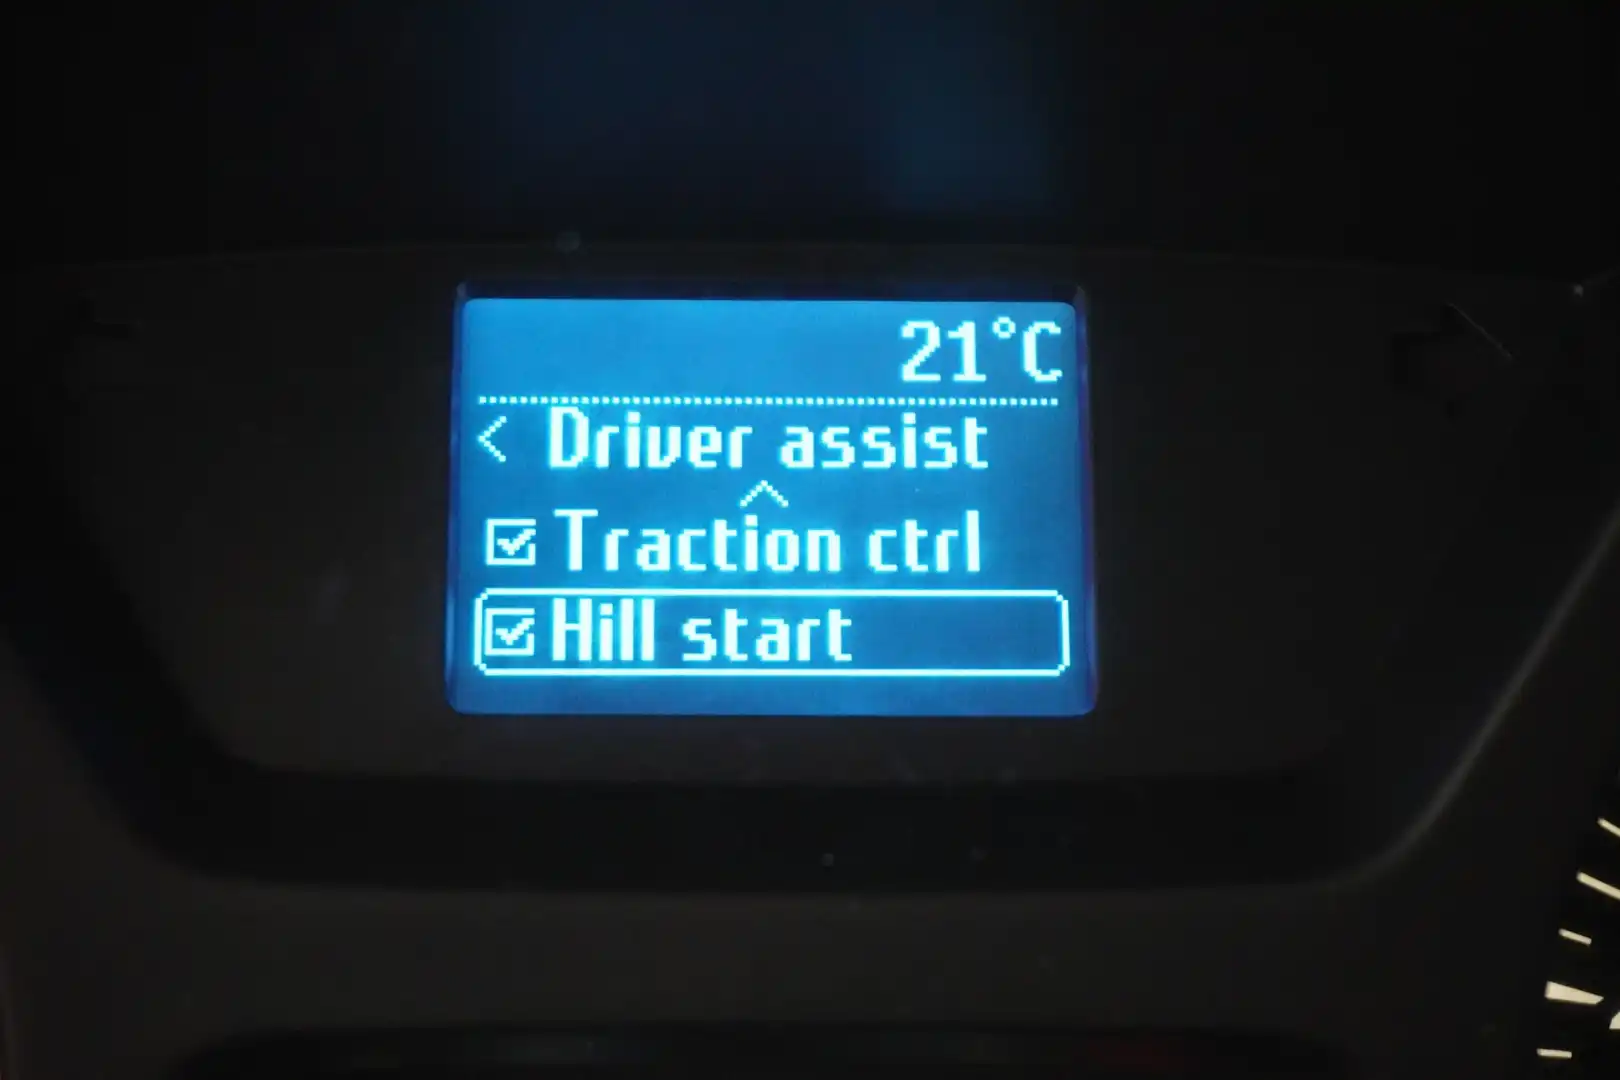 21°C
< Driver assist
Traction ctrl
Hill start